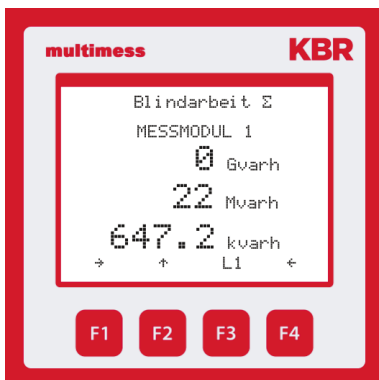 multimess KBR
Blindarbeit Σ
MESSMODUL 1
0 Gvarh
22 Mvarh
647.2 kvarh
→ ↑ L1 ←
F1 F2 F3 F4